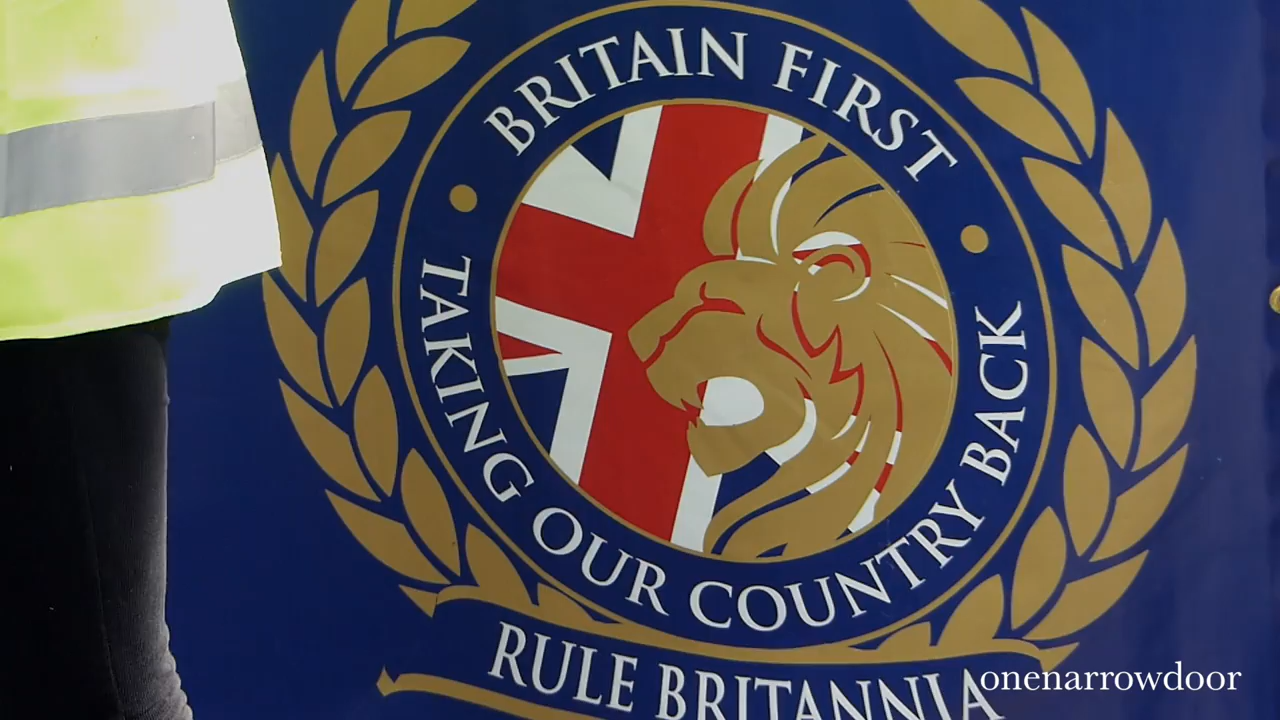 BRITAIN FIRST
TAKING OUR COUNTRY BACK
RULE BRITANNIA
onenarrowdoor